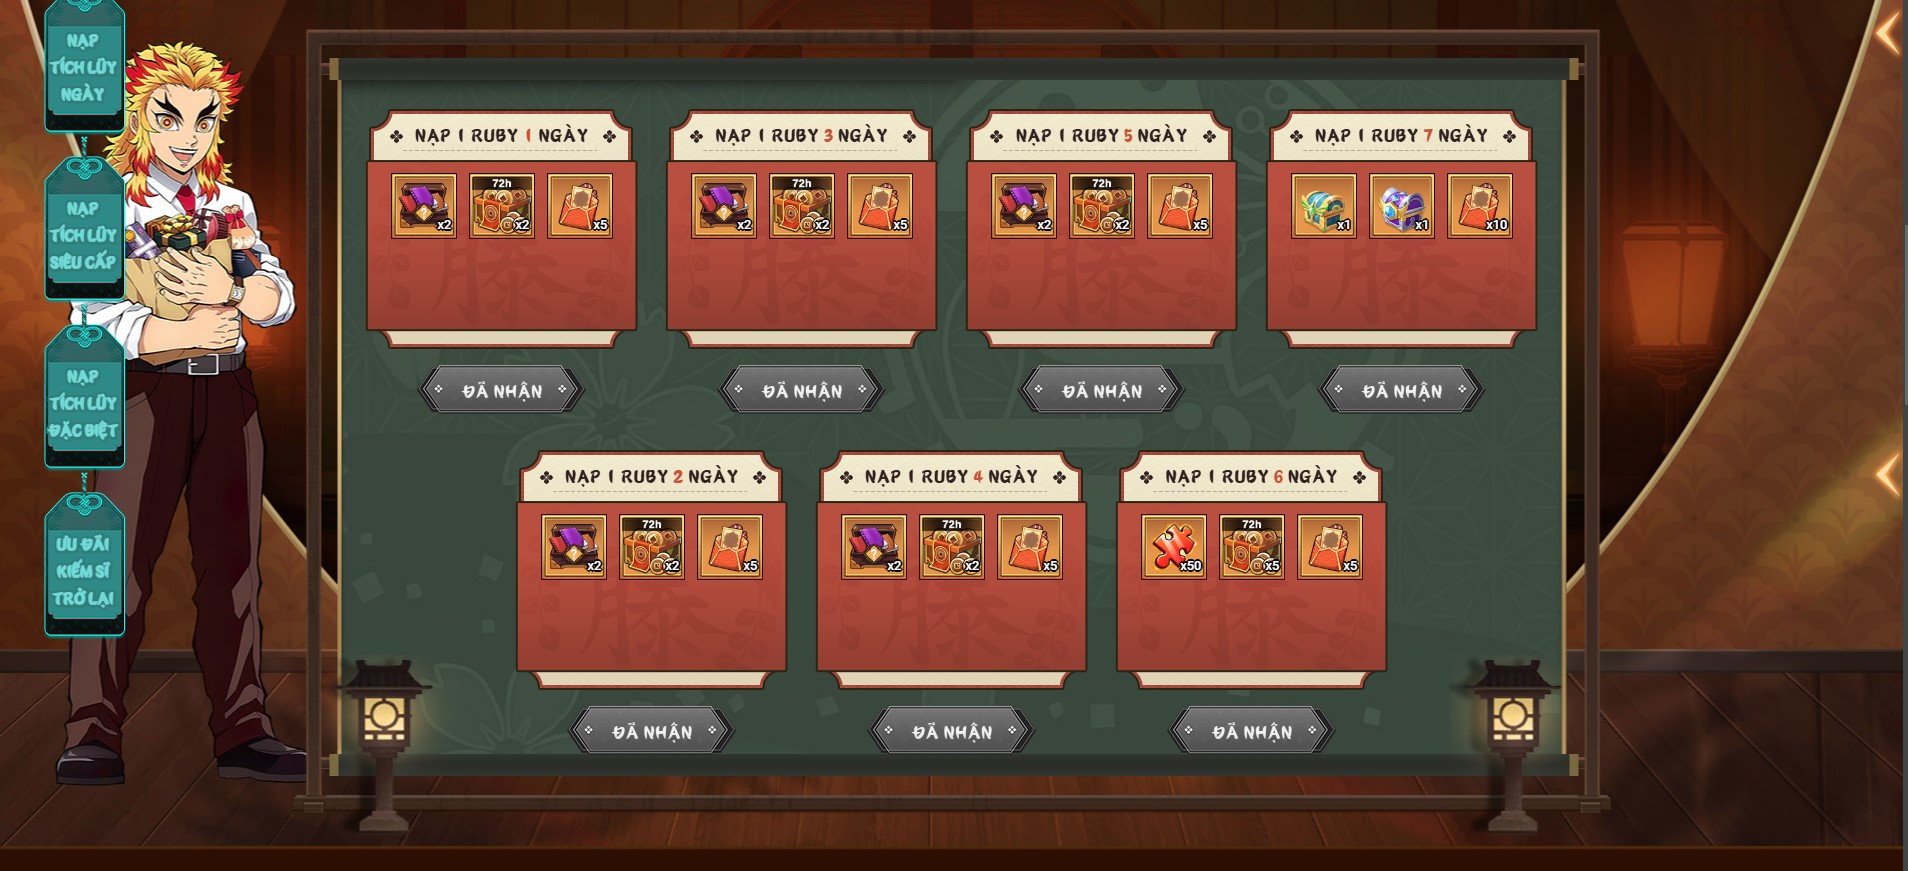 NẠP
TÍCH LŨY
NGÀY
NẠP
TÍCH LŨY
SIÊU CẤP
NẠP
TÍCH LŨY
ĐẶC BIỆT
ƯU ĐÃI
KIẾM SĨ
TRỞ LẠI
NẠP 1 RUBY 1 NGÀY
x2
72h
x2
x5
ĐÃ NHẬN
NẠP 1 RUBY 3 NGÀY
x2
72h
x2
x5
ĐÃ NHẬN
NẠP 1 RUBY 5 NGÀY
x2
72h
x2
x5
ĐÃ NHẬN
NẠP 1 RUBY 7 NGÀY
x1
x1
x10
ĐÃ NHẬN
NẠP 1 RUBY 2 NGÀY
x2
72h
x2
x5
ĐÃ NHẬN
NẠP 1 RUBY 4 NGÀY
x2
72h
x2
x5
ĐÃ NHẬN
NẠP 1 RUBY 6 NGÀY
x50
72h
x5
x5
ĐÃ NHẬN